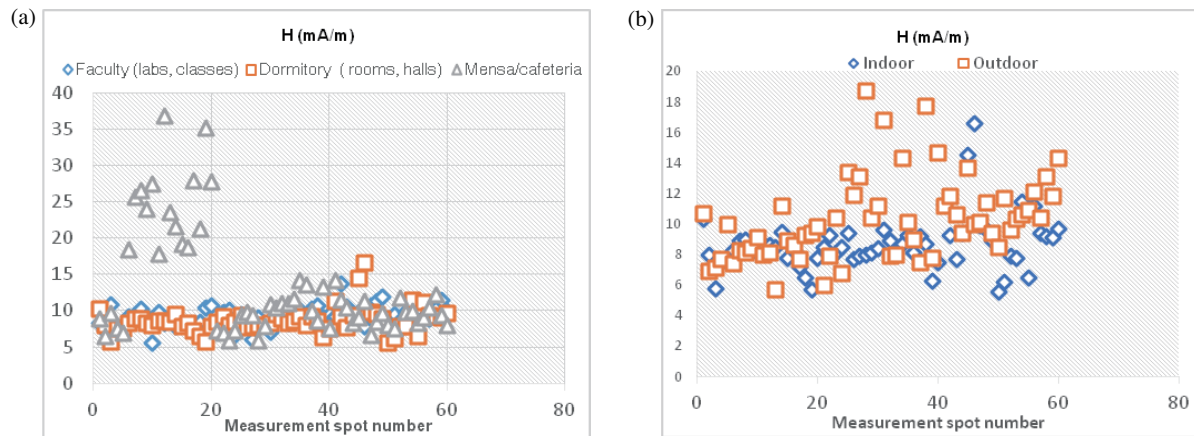 (a)
H (mA/m)
Faculty (labs, classes) Dormitory ( rooms, halls) Mensa/cafeteria
40
35
30
25
20
15
10
5
0
0 20 40 60 80
Measurement spot number
(b)
H (mA/m)
Indoor Outdoor
20
18
16
14
12
10
8
6
4
2
0
0 20 40 60 80
Measurement spot number